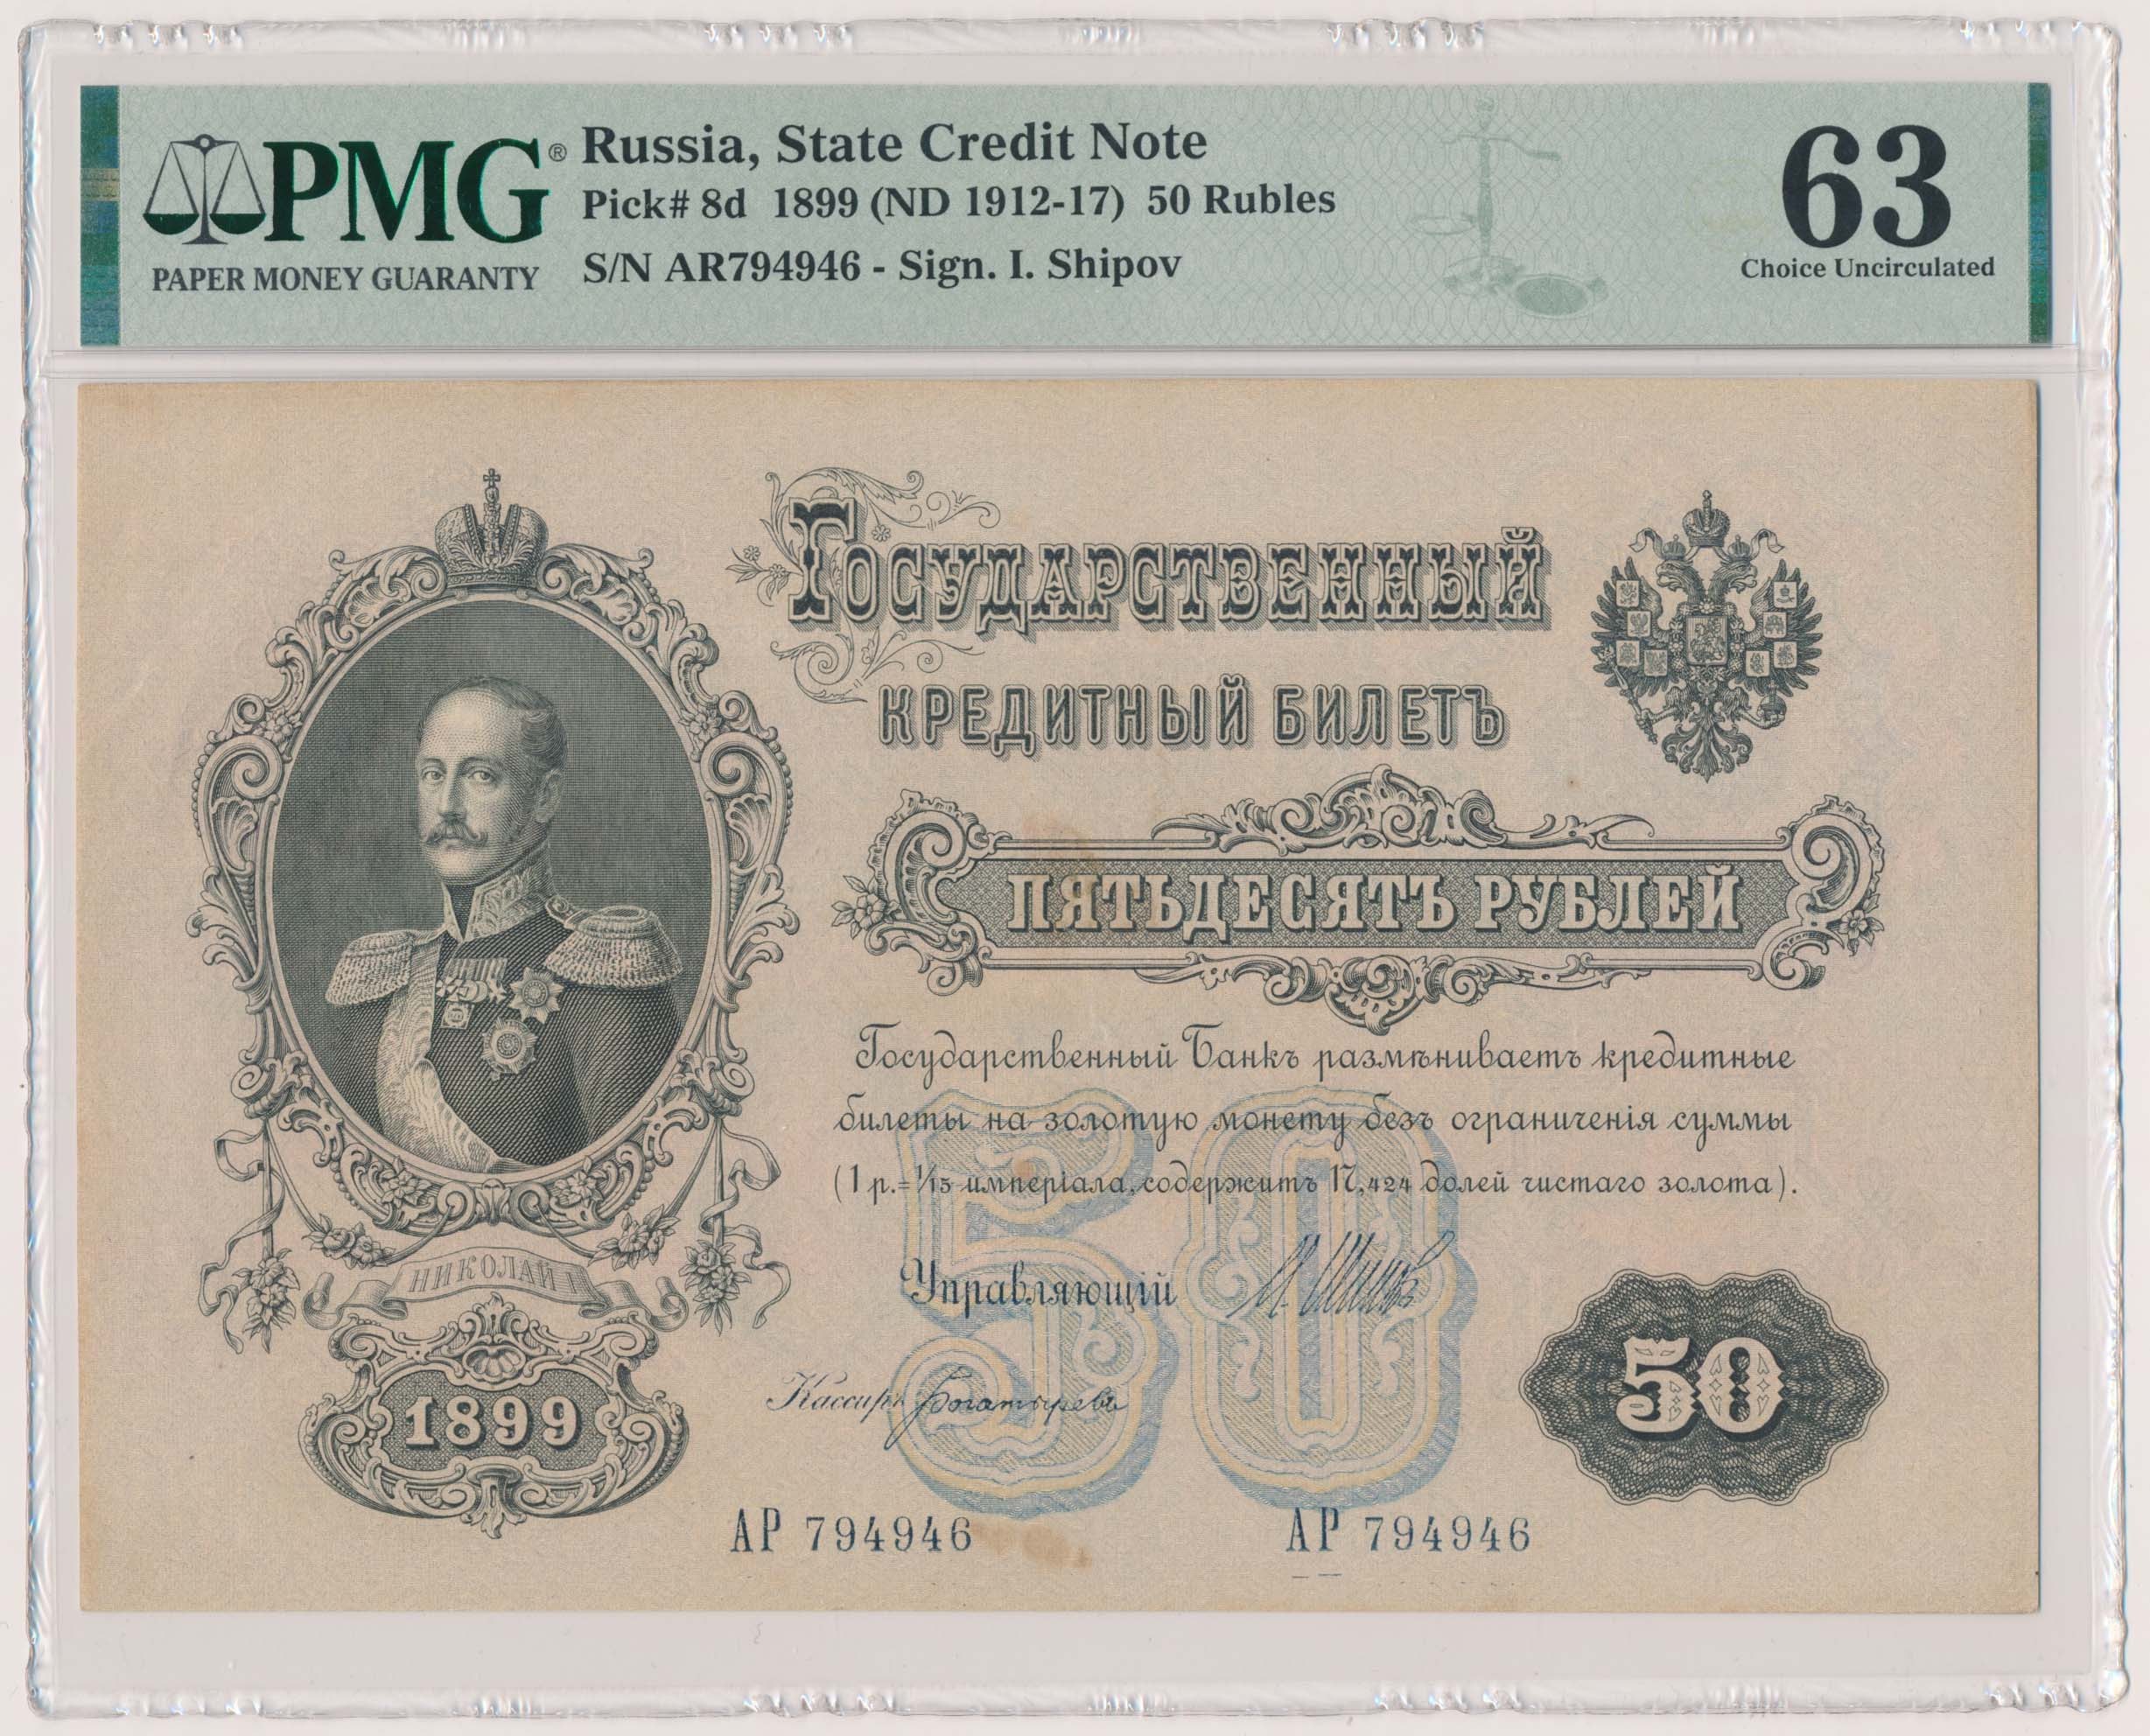 PMG®
PAPER MONEY GUARANTY
Russia, State Credit Note
Pick# 8d 1899 (ND 1912-17) 50 Rubles
S/N AR794946 - Sign. I. Shipov
63
Choice Uncirculated
Государственный
кредитный билетъ
ПЯТЬДЕСЯТЪ РУБЛЕЙ
Государственный Банкъ размѣниваетъ кредитные
билеты на золотую монету безъ ограниченія суммы
(1 р.=1/15 имперіала, содержитъ 17,424 долей чистаго золота).
НИКОЛАЙ I
1899
Управляющій
Кассиръ Богатыревъ
50
50
АР 794946
АР 794946